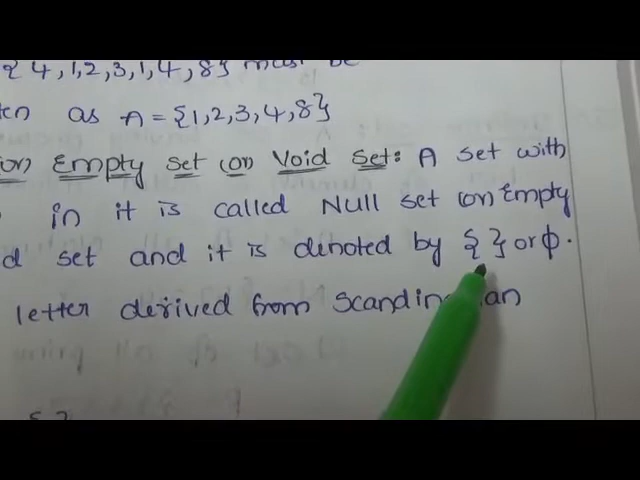 {4,1,2,3,1,4,8} must be
as A={1,2,3,4,8}
Empty set (or) Void set: A set with
in it is called Null set (or) Empty
set and it is denoted by { } or ϕ.
letter derived from